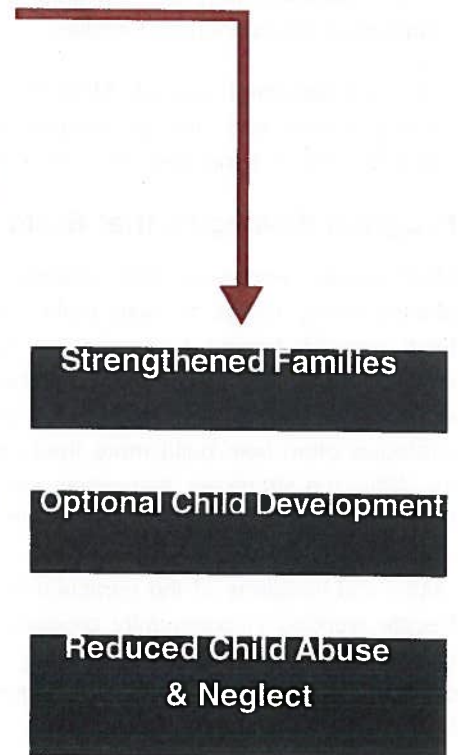 Strengthened Families
Optional Child Development
Reduced Child Abuse
& Neglect